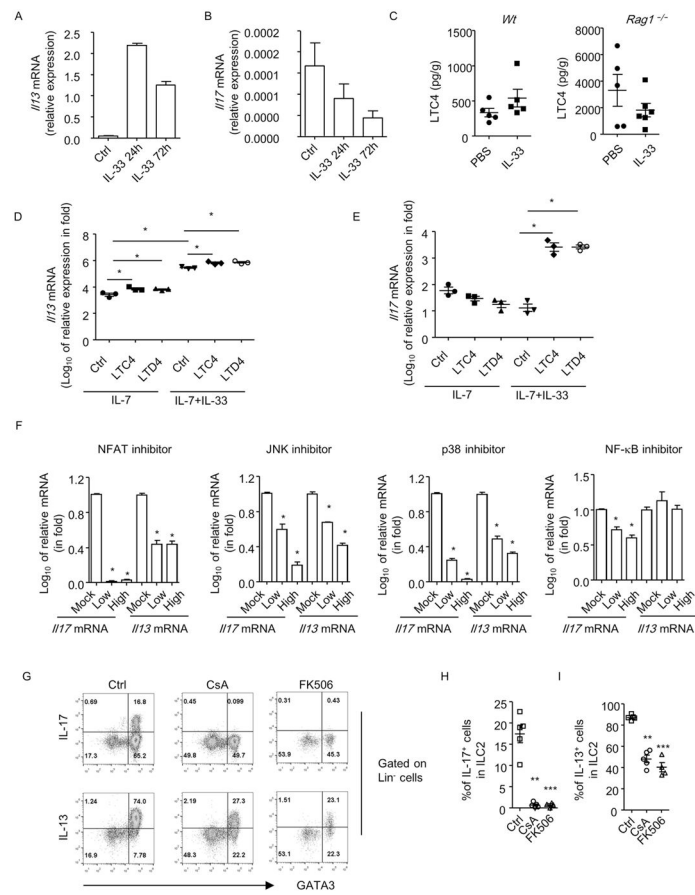 A
Il13 mRNA
(relative expression)
2.5
2.0
1.5
1.0
0.5
0.0
Ctrl
IL-33 24h
IL-33 72h
B
Il17 mRNA
(relative expression)
0.0002
0.0002
0.0001
0.0001
0.0000
Ctrl
IL-33 24h
IL-33 72h
C
Wt
LTC4 (pg/g)
1500
1000
500
0
PBS
IL-33
Rag1 -/-
LTC4 (pg/g)
8000
6000
4000
2000
0
PBS
IL-33
D
Il13 mRNA
(Log10 of relative expression in fold)
8
6
4
2
0
* * * * *
Ctrl
LTC4
LTD4
Ctrl
LTC4
LTD4
IL-7
IL-7+IL-33
E
Il17 mRNA
(Log10 of relative expression in fold)
4
3
2
1
0
* *
Ctrl
LTC4
LTD4
Ctrl
LTC4
LTD4
IL-7
IL-7+IL-33
F
NFAT inhibitor
Log10 of relative mRNA
(in fold)
1.2
0.8
0.4
0.0
* * * *
Mock
Low
High
Mock
Low
High
Il17 mRNA
Il13 mRNA
JNK inhibitor
Log10 of relative mRNA
(in fold)
1.2
0.8
0.4
0.0
* * * *
Mock
Low
High
Mock
Low
High
Il17 mRNA
Il13 mRNA
p38 inhibitor
Log10 of relative mRNA
(in fold)
1.2
0.8
0.4
0.0
* * * *
Mock
Low
High
Mock
Low
High
Il17 mRNA
Il13 mRNA
NF-κB inhibitor
Log10 of relative mRNA
(in fold)
1.5
1.0
0.5
0.0
* *
Mock
Low
High
Mock
Low
High
Il17 mRNA
Il13 mRNA
G
Ctrl
CsA
FK506
IL-17
0.69 16.8
17.3 65.2
0.45 0.099
49.8 49.7
0.31 0.43
53.9 45.3
IL-13
1.24 74.0
16.9 7.78
2.19 27.3
48.3 22.2
1.51 23.1
53.1 22.3
Gated on
Lin- cells
GATA3
H
%of IL-17+ cells
in ILC2
25
20
15
10
5
0
** ***
Ctrl
CsA
FK506
I
%of IL-13+ cells
in ILC2
100
80
60
40
20
0
** ***
Ctrl
CsA
FK506